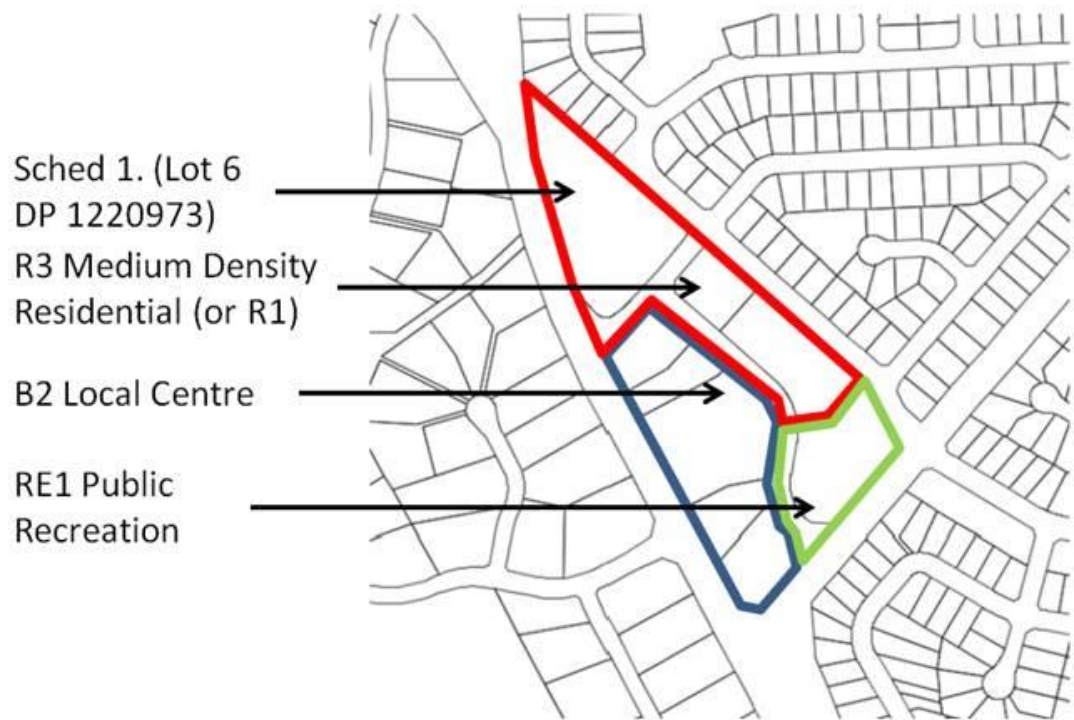 Sched 1. (Lot 6
DP 1220973)
R3 Medium Density
Residential (or R1)
B2 Local Centre
RE1 Public
Recreation